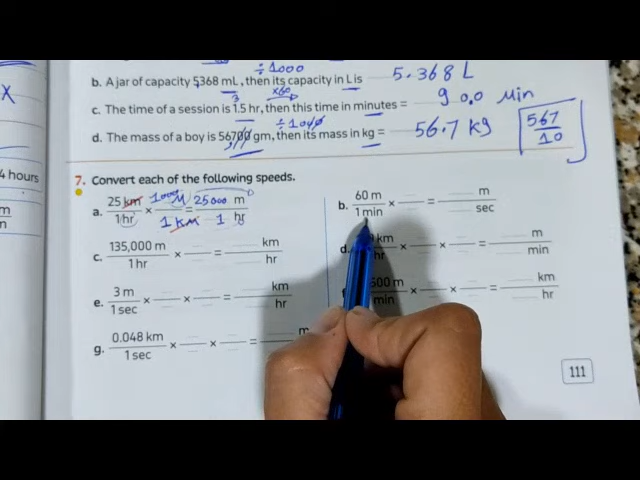 ÷1000
b. A jar of capacity 5368 mL, then its capacity in L is 5.368 L
×60
c. The time of a session is 1.5 hr, then this time in minutes = 90.0 Min
÷1000
d. The mass of a boy is 56700 gm, then its mass in kg = 56.7 kg
567/10
4 hours
7. Convert each of the following speeds.
a. 25 km/1 hr × 1000 M/1 KM = 25000 m/1 hr
b. 60 m/1 min × = m/sec
c. 135,000 m/1 hr × = km/hr
d. km/hr × × = m/min
e. 3 m/1 sec × × = km/hr
500 m/min × × = km/hr
g. 0.048 km/1 sec × × = m
111